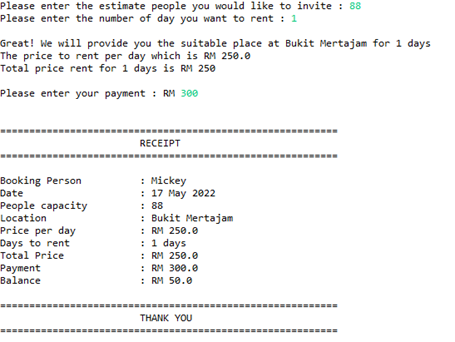 Please enter the estimate people you would like to invite : 88
Please enter the number of day you want to rent : 1
Great! We will provide you the suitable place at Bukit Mertajam for 1 days
The price to rent per day which is RM 250.0
Total price rent for 1 days is RM 250
Please enter your payment : RM 300
========================================================
RECEIPT
========================================================
Booking Person : Mickey
Date : 17 May 2022
People capacity : 88
Location : Bukit Mertajam
Price per day : RM 250.0
Days to rent : 1 days
Total Price : RM 250.0
Payment : RM 300.0
Balance : RM 50.0
========================================================
THANK YOU
========================================================